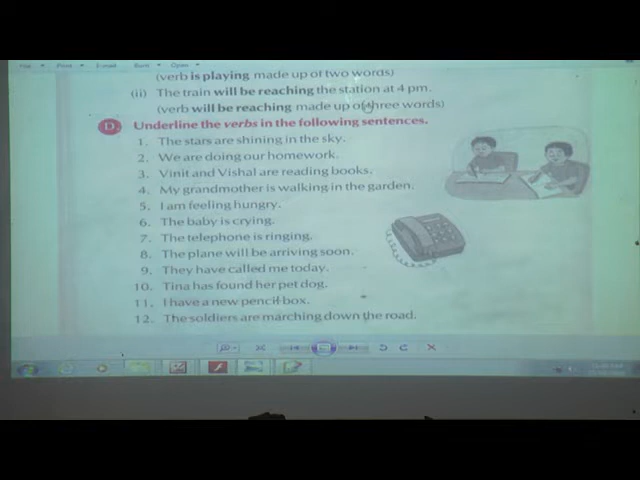 Print E-mail Burn Open
(verb is playing made up of two words)
(ii) The train will be reaching the station at 4 pm.
(verb will be reaching made up of three words)
D. Underline the verbs in the following sentences.
1. The stars are shining in the sky.
2. We are doing our homework.
3. Vinit and Vishal are reading books.
4. My grandmother is walking in the garden.
5. I am feeling hungry.
6. The baby is crying.
7. The telephone is ringing.
8. The plane will be arriving soon.
9. They have called me today.
10. Tina has found her pet dog.
11. I have a new pencil box.
12. The soldiers are marching down the road.